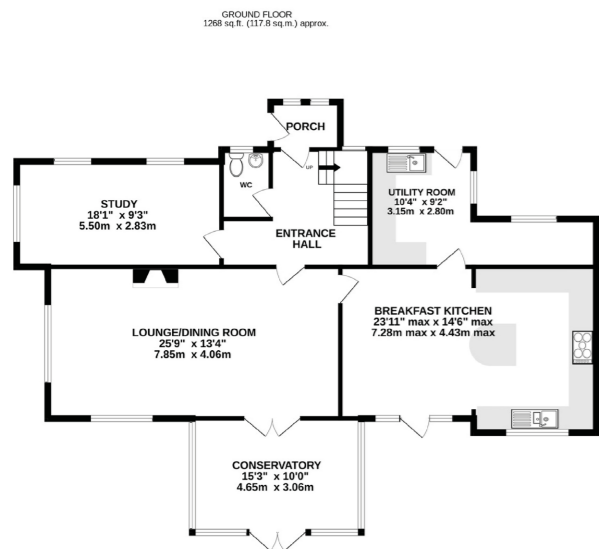 GROUND FLOOR
1268 sq.ft. (117.8 sq.m.) approx.
PORCH
UP
WC
STUDY
18'1" x 9'3"
5.50m x 2.83m
UTILITY ROOM
10'4" x 9'2"
3.15m x 2.80m
ENTRANCE
HALL
LOUNGE/DINING ROOM
25'9" x 13'4"
7.85m x 4.06m
BREAKFAST KITCHEN
23'11" max x 14'6" max
7.28m max x 4.43m max
CONSERVATORY
15'3" x 10'0"
4.65m x 3.06m